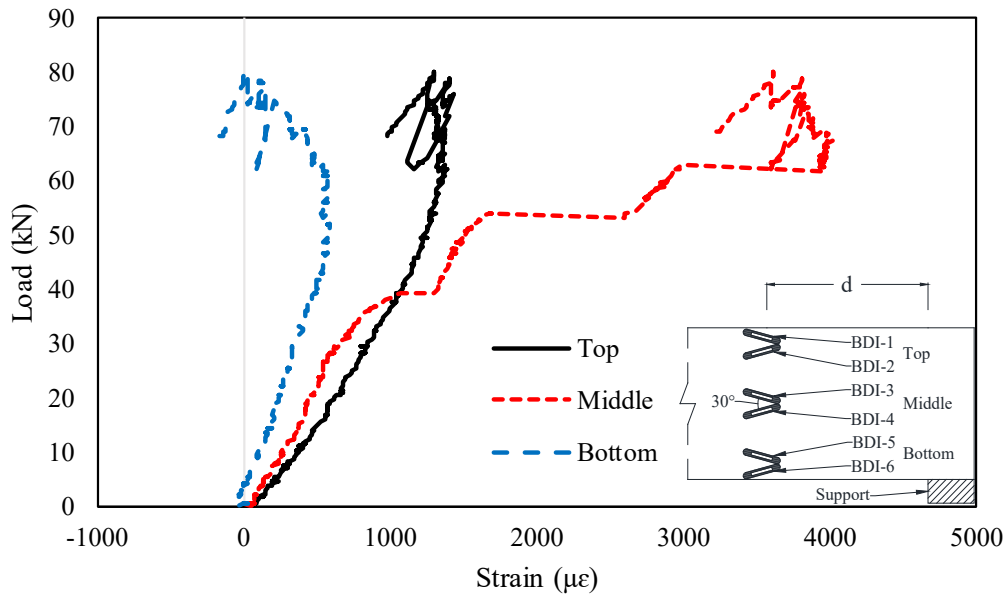 90
80
70
60
50
40
30
20
10
0
Load (kN)
-1000 0 1000 2000 3000 4000 5000
Strain (με)
Top
Middle
Bottom
d
BDI-1
Top
BDI-2
BDI-3
30°
Middle
BDI-4
BDI-5
Bottom
BDI-6
Support